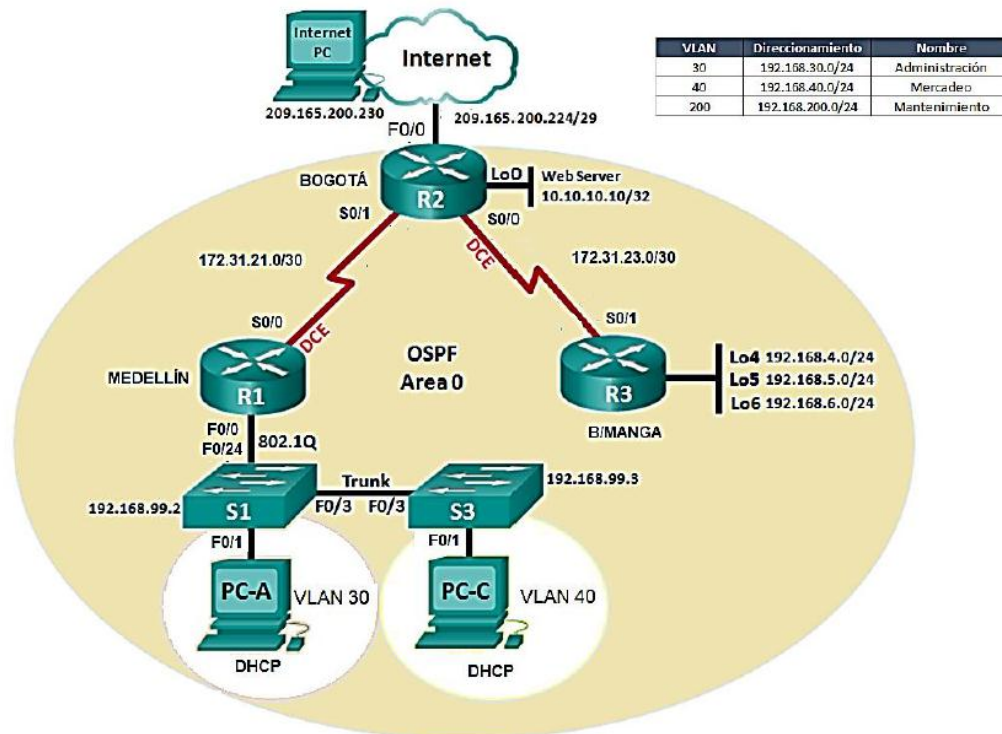 Internet
PC
Internet
209.165.200.230
209.165.200.224/29
VLAN Direccionamiento Nombre
30 192.168.30.0/24 Administración
40 192.168.40.0/24 Mercadeo
200 192.168.200.0/24 Mantenimiento
F0/0
BOGOTÁ
R2
Lo0
Web Server
10.10.10.10/32
S0/1
S0/0
DCE
172.31.21.0/30
172.31.23.0/30
S0/0
DCE
S0/1
OSPF
Area 0
MEDELLÍN
R1
R3
B/MANGA
Lo4 192.168.4.0/24
Lo5 192.168.5.0/24
Lo6 192.168.6.0/24
F0/0
F0/24
802.1Q
Trunk
192.168.99.2
S1
F0/3
F0/3
S3
192.168.99.3
F0/1
F0/1
PC-A
VLAN 30
PC-C
VLAN 40
DHCP
DHCP